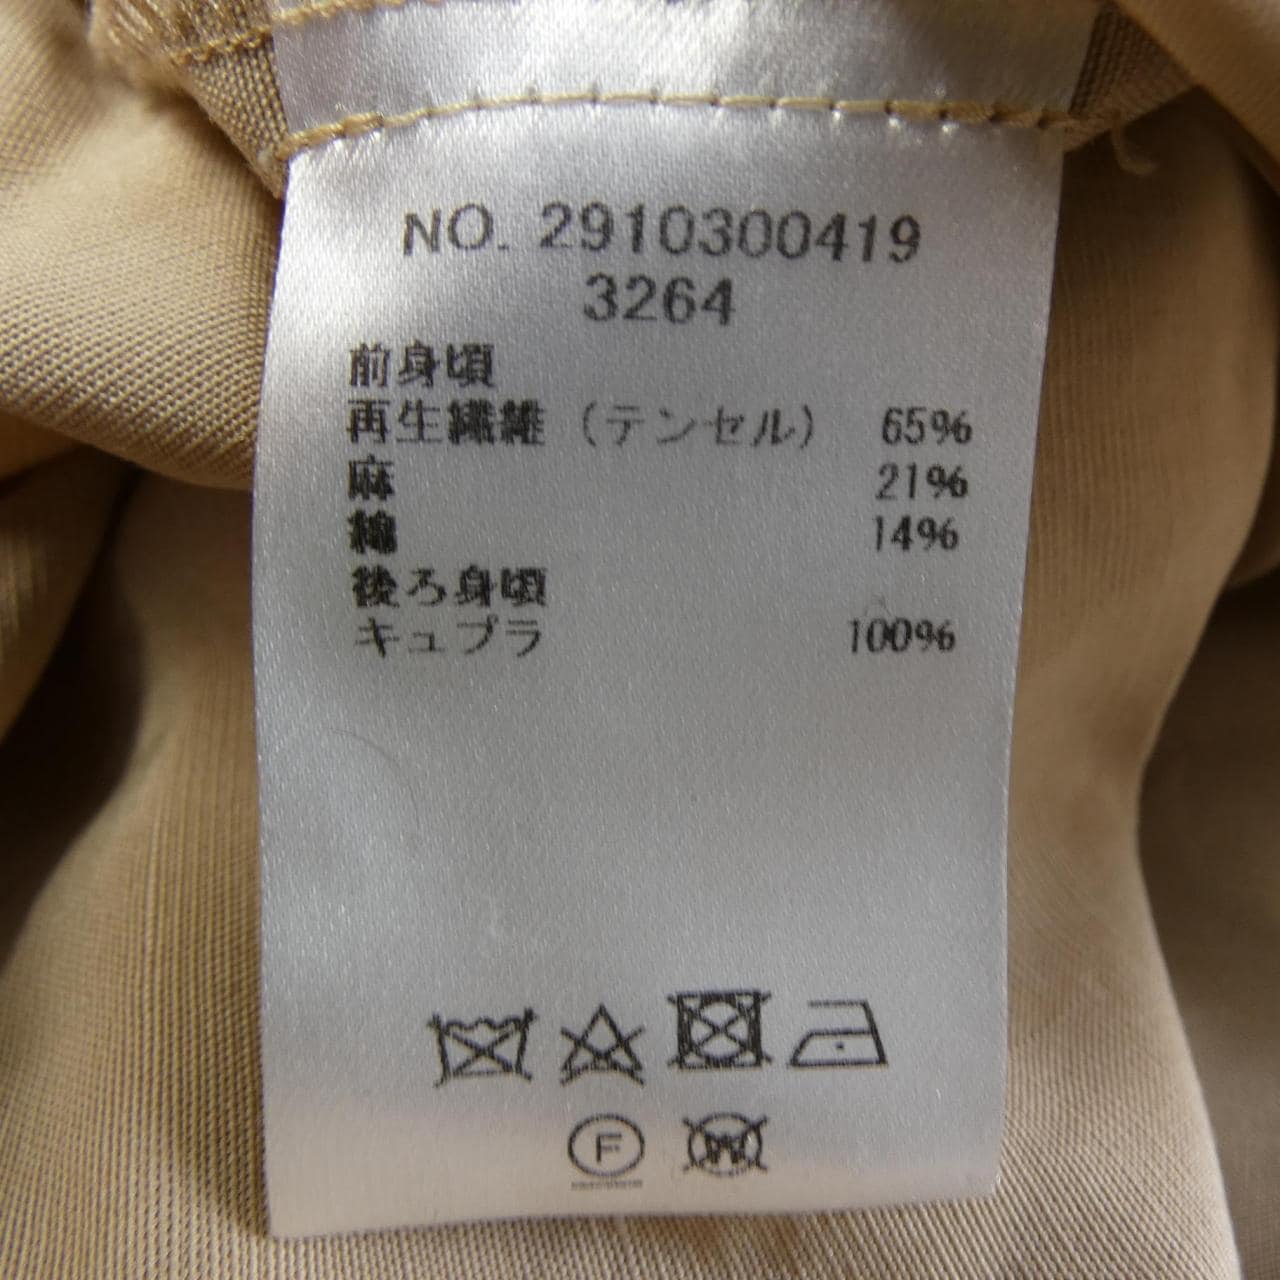 NO. 2910300419
3264
前身頃
再生繊維（テンセル） 65%
麻 21%
綿 14%
後ろ身頃
キュプラ 100%
F W